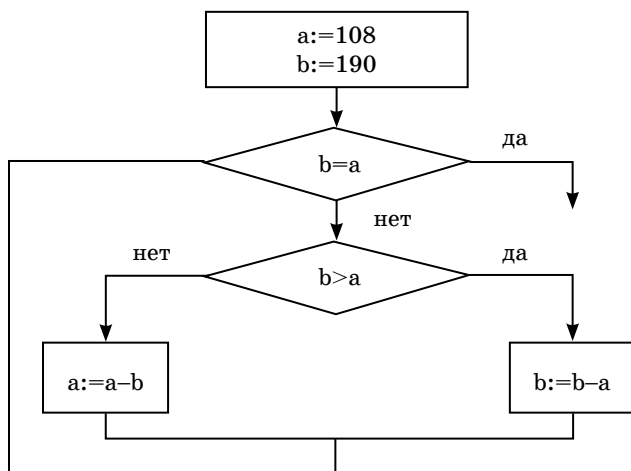 a:=108
b:=190
b=a
да
нет
b>a
нет
да
a:=a–b
b:=b–a